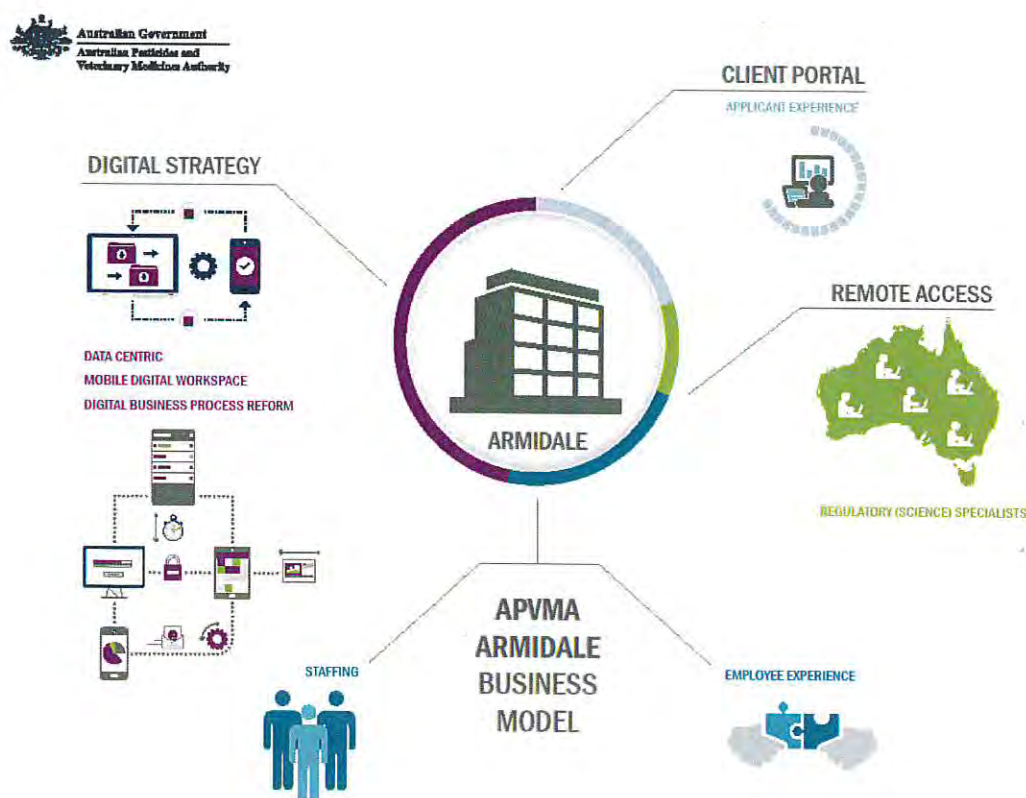 Australian Government
Australian Pesticides and
Veterinary Medicines Authority
CLIENT PORTAL
APPLICANT EXPERIENCE
DIGITAL STRATEGY
DATA CENTRIC
MOBILE DIGITAL WORKSPACE
DIGITAL BUSINESS PROCESS REFORM
ARMIDALE
REMOTE ACCESS
REGULATORY (SCIENCE) SPECIALISTS
APVMA
ARMIDALE
BUSINESS
MODEL
STAFFING
EMPLOYEE EXPERIENCE